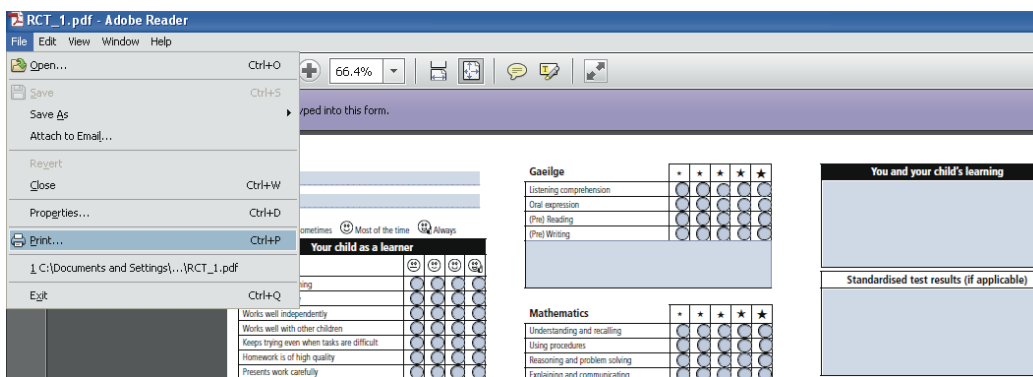 RCT_1.pdf - Adobe Reader
File Edit View Window Help
Open... Ctrl+O
Save Ctrl+S
Save As
Attach to Email...
Revert
Close Ctrl+W
Properties... Ctrl+D
Print... Ctrl+P
1 C:\Documents and Settings\...\RCT_1.pdf
Exit Ctrl+Q
66.4%
typed into this form.
Most of the time Always
Your child as a learner
Works well independently
Works well with other children
Keeps trying even when tasks are difficult
Homework is of high quality
Presents work carefully
Gaeilge
Listening comprehension
Oral expression
(Pre) Reading
(Pre) Writing
Mathematics
Understanding and recalling
Using procedures
Reasoning and problem solving
Explaining and communicating
You and your child's learning
Standardised test results (if applicable)